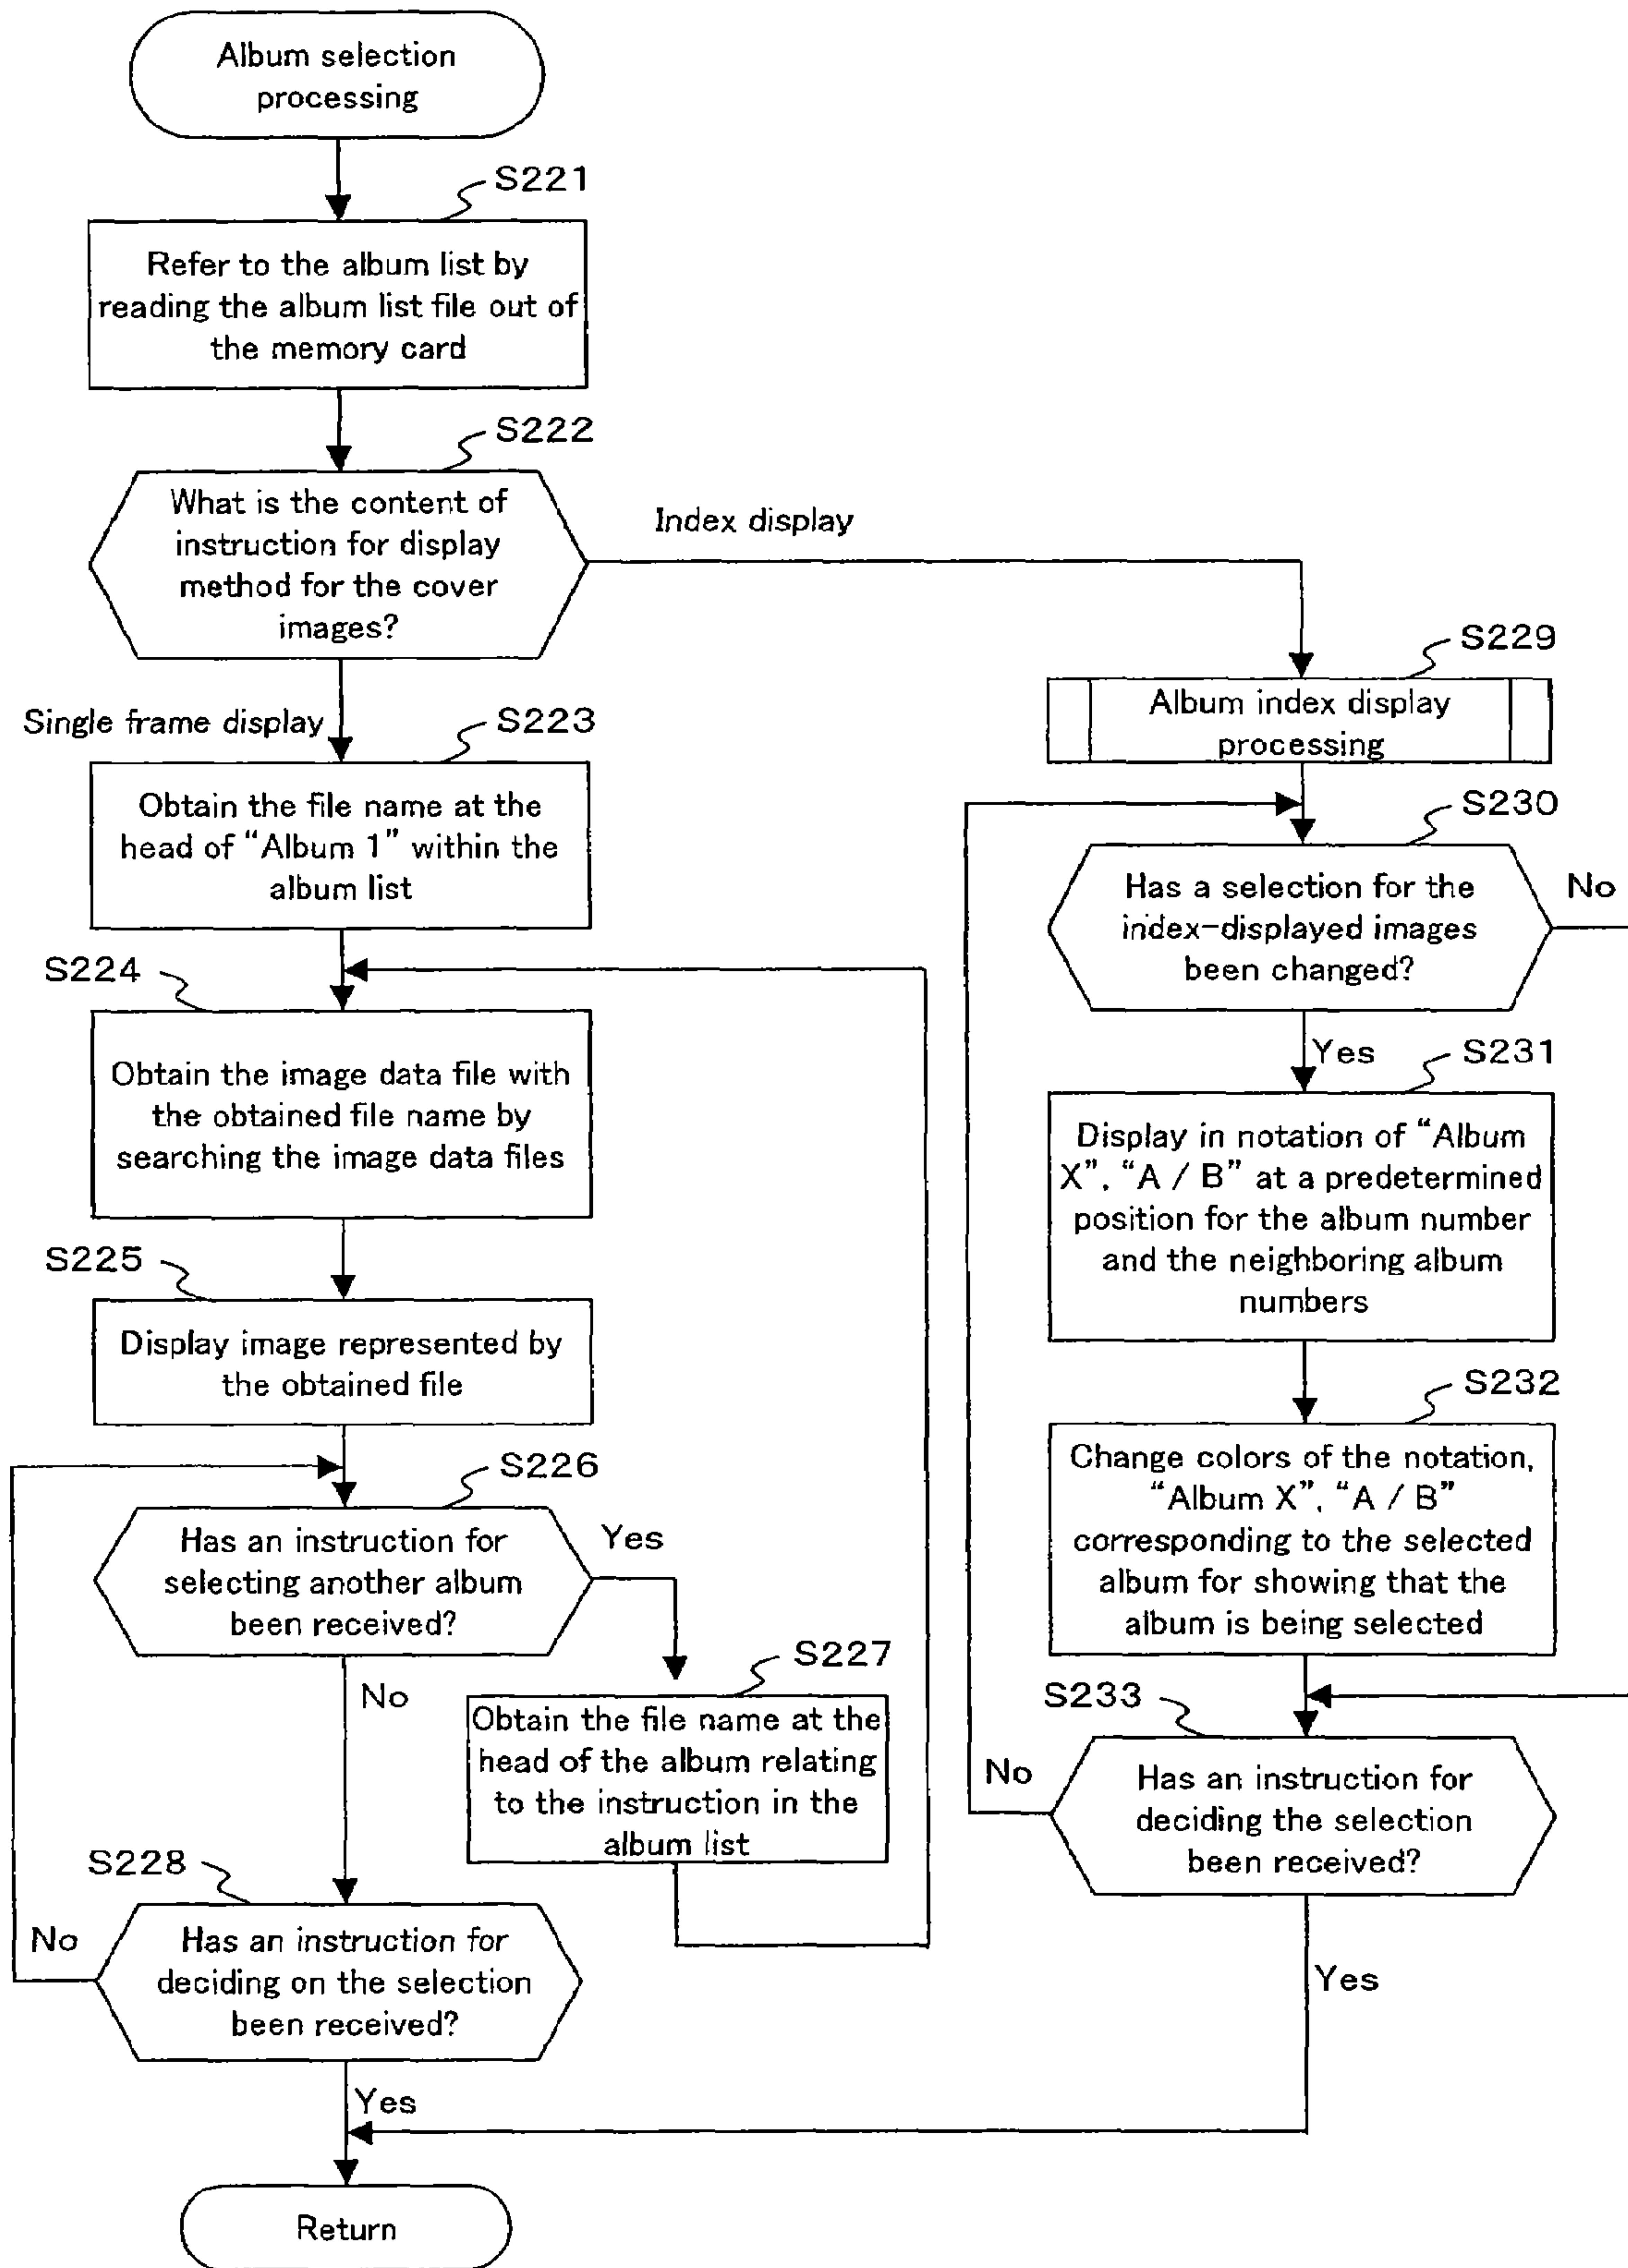 Album selection
processing
S221
Refer to the album list by
reading the album list file out of
the memory card
S222
What is the content of
instruction for display
method for the cover
images?
Index display
Single frame display
S223
Obtain the file name at the
head of “Album 1” within the
album list
S224
Obtain the image data file with
the obtained file name by
searching the image data files
S225
Display image represented by
the obtained file
S226
Has an instruction for
selecting another album
been received?
Yes
No
S227
Obtain the file name at the
head of the album relating
to the instruction in the
album list
S228
Has an instruction for
deciding on the selection
been received?
No
Yes
S229
Album index display
processing
S230
Has a selection for the
index-displayed images
been changed?
No
Yes
S231
Display in notation of “Album
X”, “A / B” at a predetermined
position for the album number
and the neighboring album
numbers
S232
Change colors of the notation,
“Album X”, “A / B”
corresponding to the selected
album for showing that the
album is being selected
S233
Has an instruction for
deciding the selection
been received?
No
Yes
Return